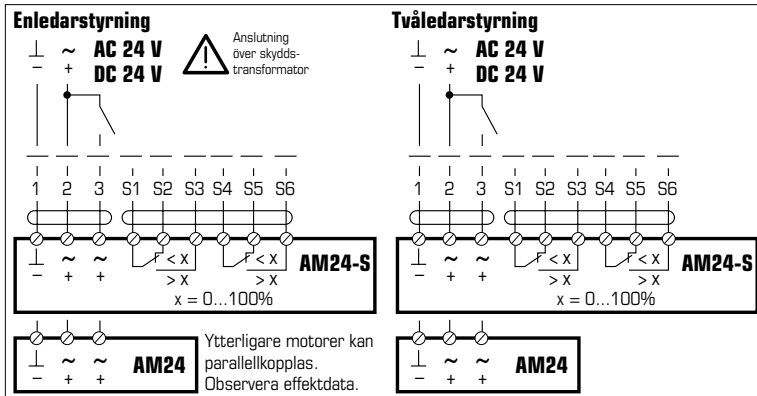 Enledarstyrning
⊥ ~ AC 24 V
– + DC 24 V
Anslutning
över skydds-
transformator
1 2 3 S1 S2 S3 S4 S5 S6
⊥ ~ ~ < x < x AM24-S
– + + > x > x
x = 0...100%
⊥ ~ ~ AM24
– + +
Ytterligare motorer kan
parallellkopplas.
Observera effektdata.
Tvåledarstyrning
⊥ ~ AC 24 V
– + DC 24 V
1 2 3 S1 S2 S3 S4 S5 S6
⊥ ~ ~ < x < x AM24-S
– + + > x > x
x = 0...100%
⊥ ~ ~ AM24
– + +